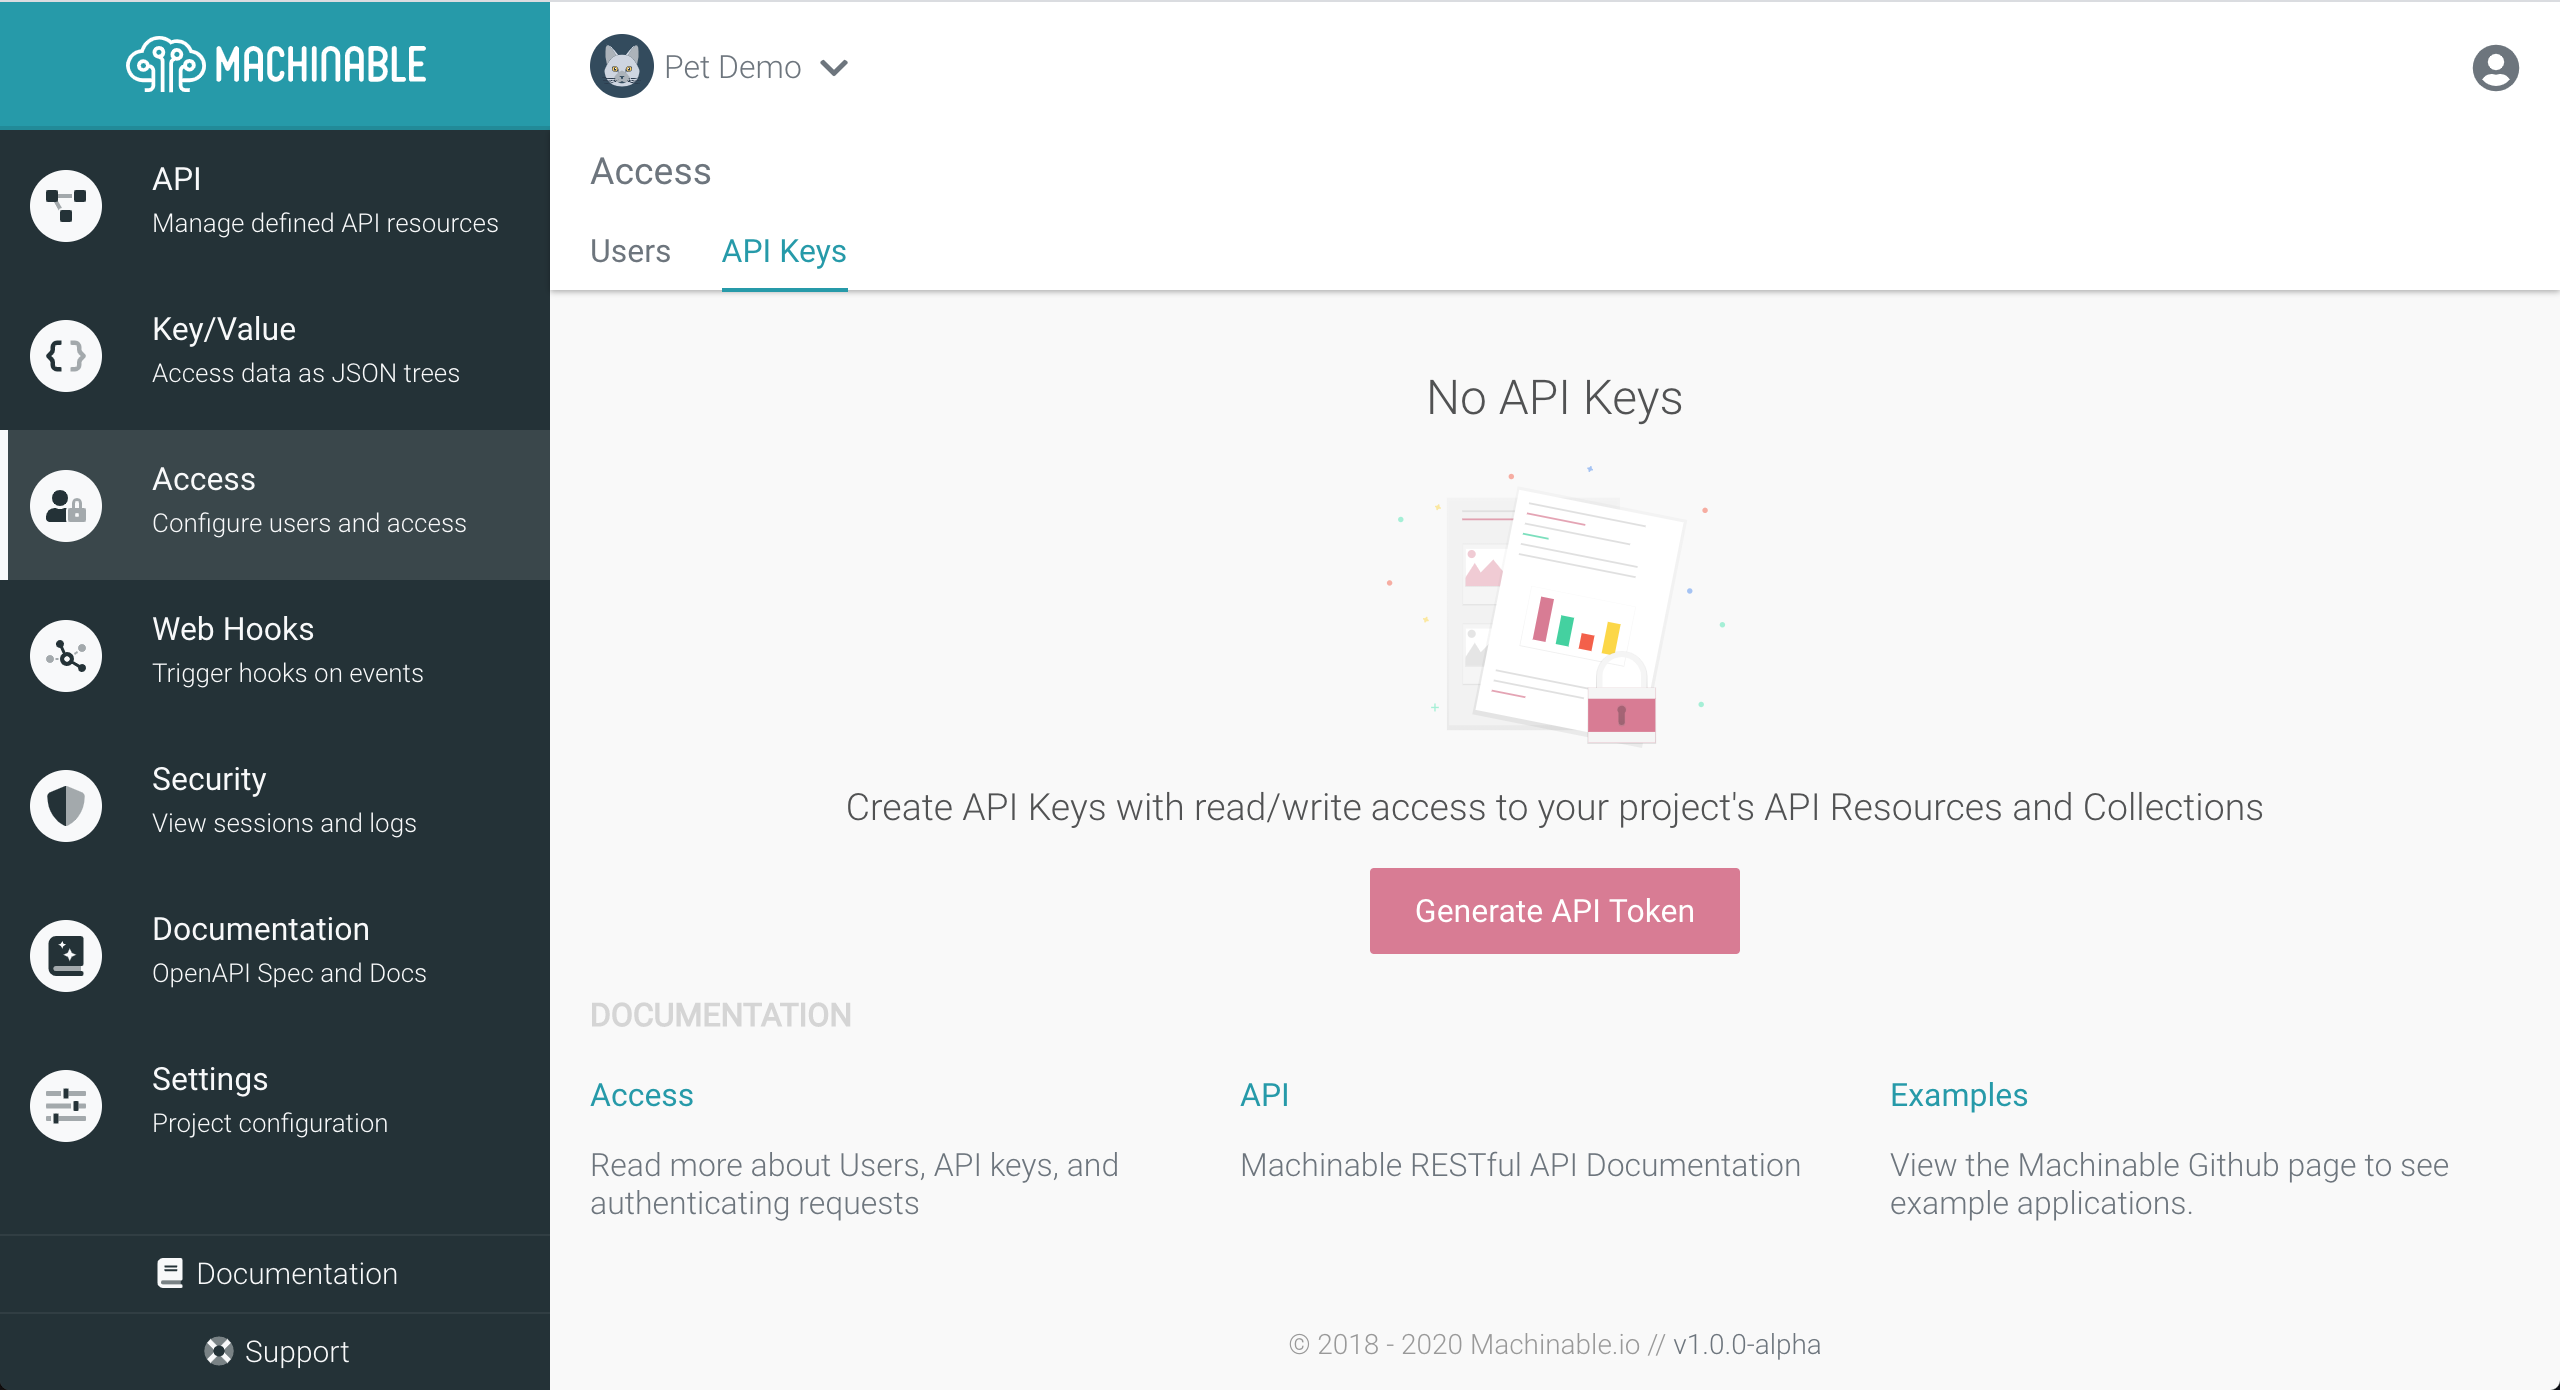 MACHINABLE
API
Manage defined API resources
Key/Value
Access data as JSON trees
Access
Configure users and access
Web Hooks
Trigger hooks on events
Security
View sessions and logs
Documentation
OpenAPI Spec and Docs
Settings
Project configuration
Documentation
Support
Pet Demo
Access
Users API Keys
No API Keys
Create API Keys with read/write access to your project's API Resources and Collections
Generate API Token
DOCUMENTATION
Access
Read more about Users, API keys, and
authenticating requests
API
Machinable RESTful API Documentation
Examples
View the Machinable Github page to see
example applications.
© 2018 - 2020 Machinable.io // v1.0.0-alpha